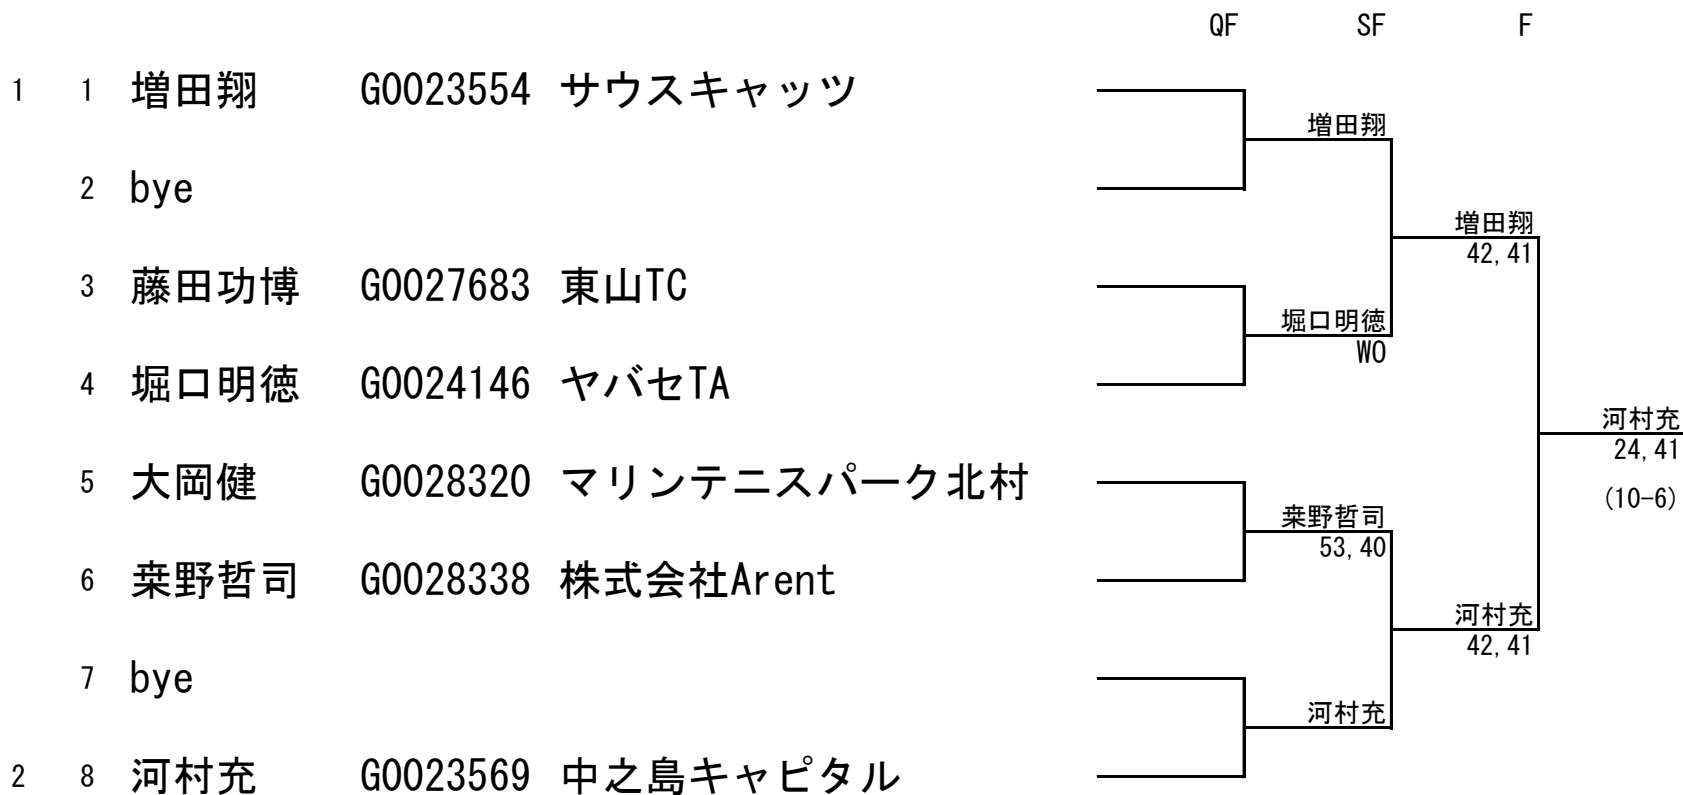 QF SF F
1 1 増田翔 G0023554 サウスキャッツ
増田翔
2 bye
増田翔
42,41
3 藤田功博 G0027683 東山TC
堀口明徳
WO
4 堀口明徳 G0024146 ヤバセTA
河村充
24,41
5 大岡健 G0028320 マリンテニスパーク北村
(10-6)
桒野哲司
53,40
6 桒野哲司 G0028338 株式会社Arent
河村充
42,41
7 bye
河村充
2 8 河村充 G0023569 中之島キャピタル